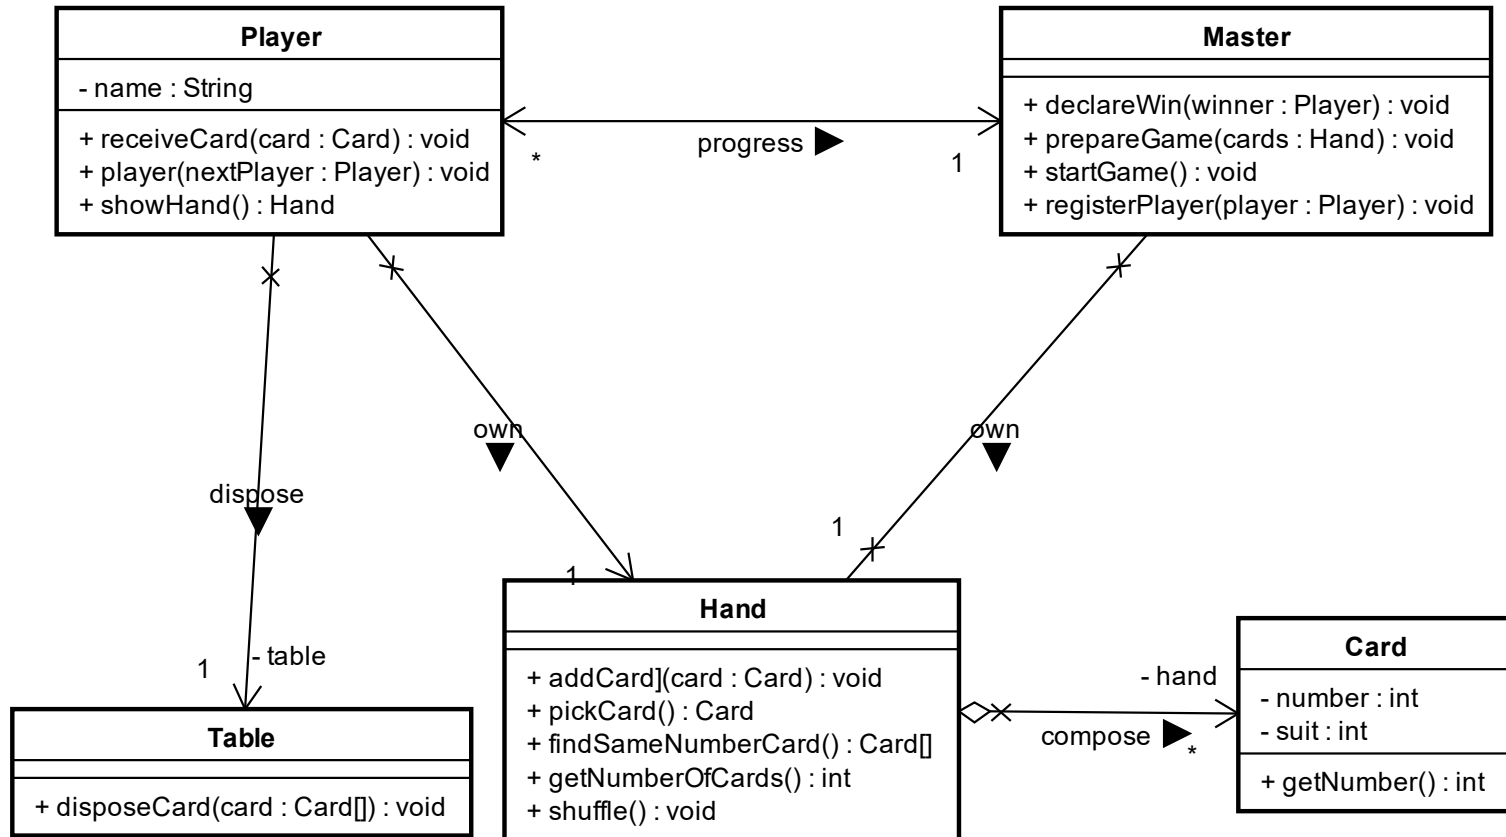 Player
- name : String
+ receiveCard(card : Card) : void
+ player(nextPlayer : Player) : void
+ showHand() : Hand
Master
+ declareWin(winner : Player) : void
+ prepareGame(cards : Hand) : void
+ startGame() : void
+ registerPlayer(player : Player) : void
*
progress
1
own
own
dispose
1
1
1
- table
Table
+ disposeCard(card : Card[]) : void
Hand
+ addCard](card : Card) : void
+ pickCard() : Card
+ findSameNumberCard() : Card[]
+ getNumberOfCards() : int
+ shuffle() : void
- hand
compose
*
Card
- number : int
- suit : int
+ getNumber() : int